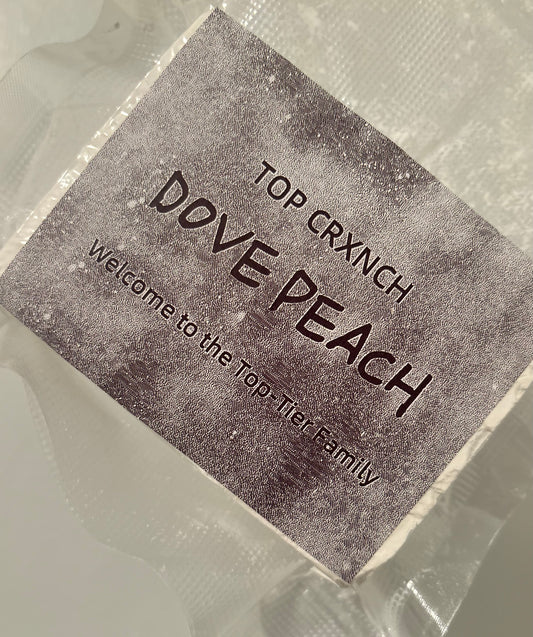 TOP CRXNCH
DOVE PEACH
Welcome to the Top-Tier Family